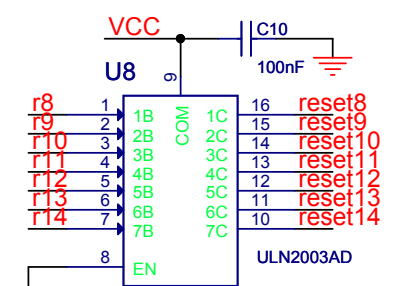 VCC
C10
100nF
U8
9
COM
r8 1 1B 1C 16 reset8
r9 2 2B 2C 15 reset9
r10 3 3B 3C 14 reset10
r11 4 4B 4C 13 reset11
r12 5 5B 5C 12 reset12
r13 6 6B 6C 11 reset13
r14 7 7B 7C 10 reset14
8 EN
ULN2003AD